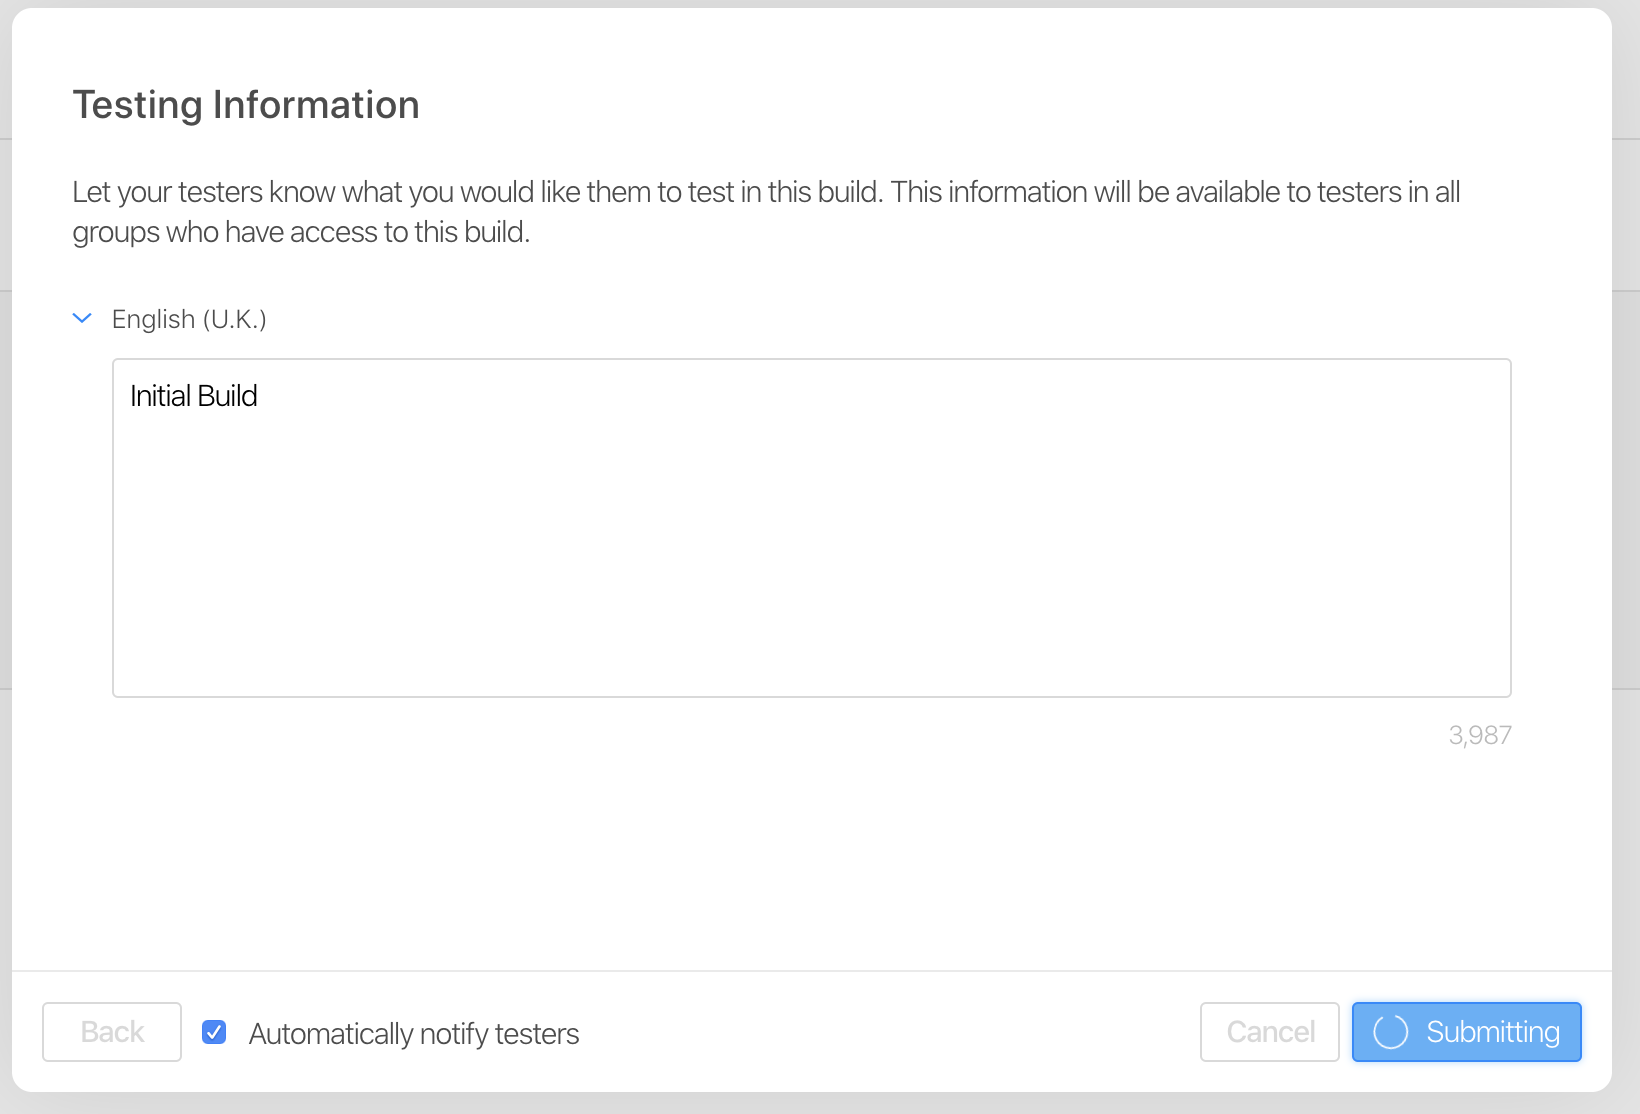 Testing Information
Let your testers know what you would like them to test in this build. This information will be available to testers in all
groups who have access to this build.
English (U.K.)
Initial Build
3,987
Back
Automatically notify testers
Cancel
Submitting